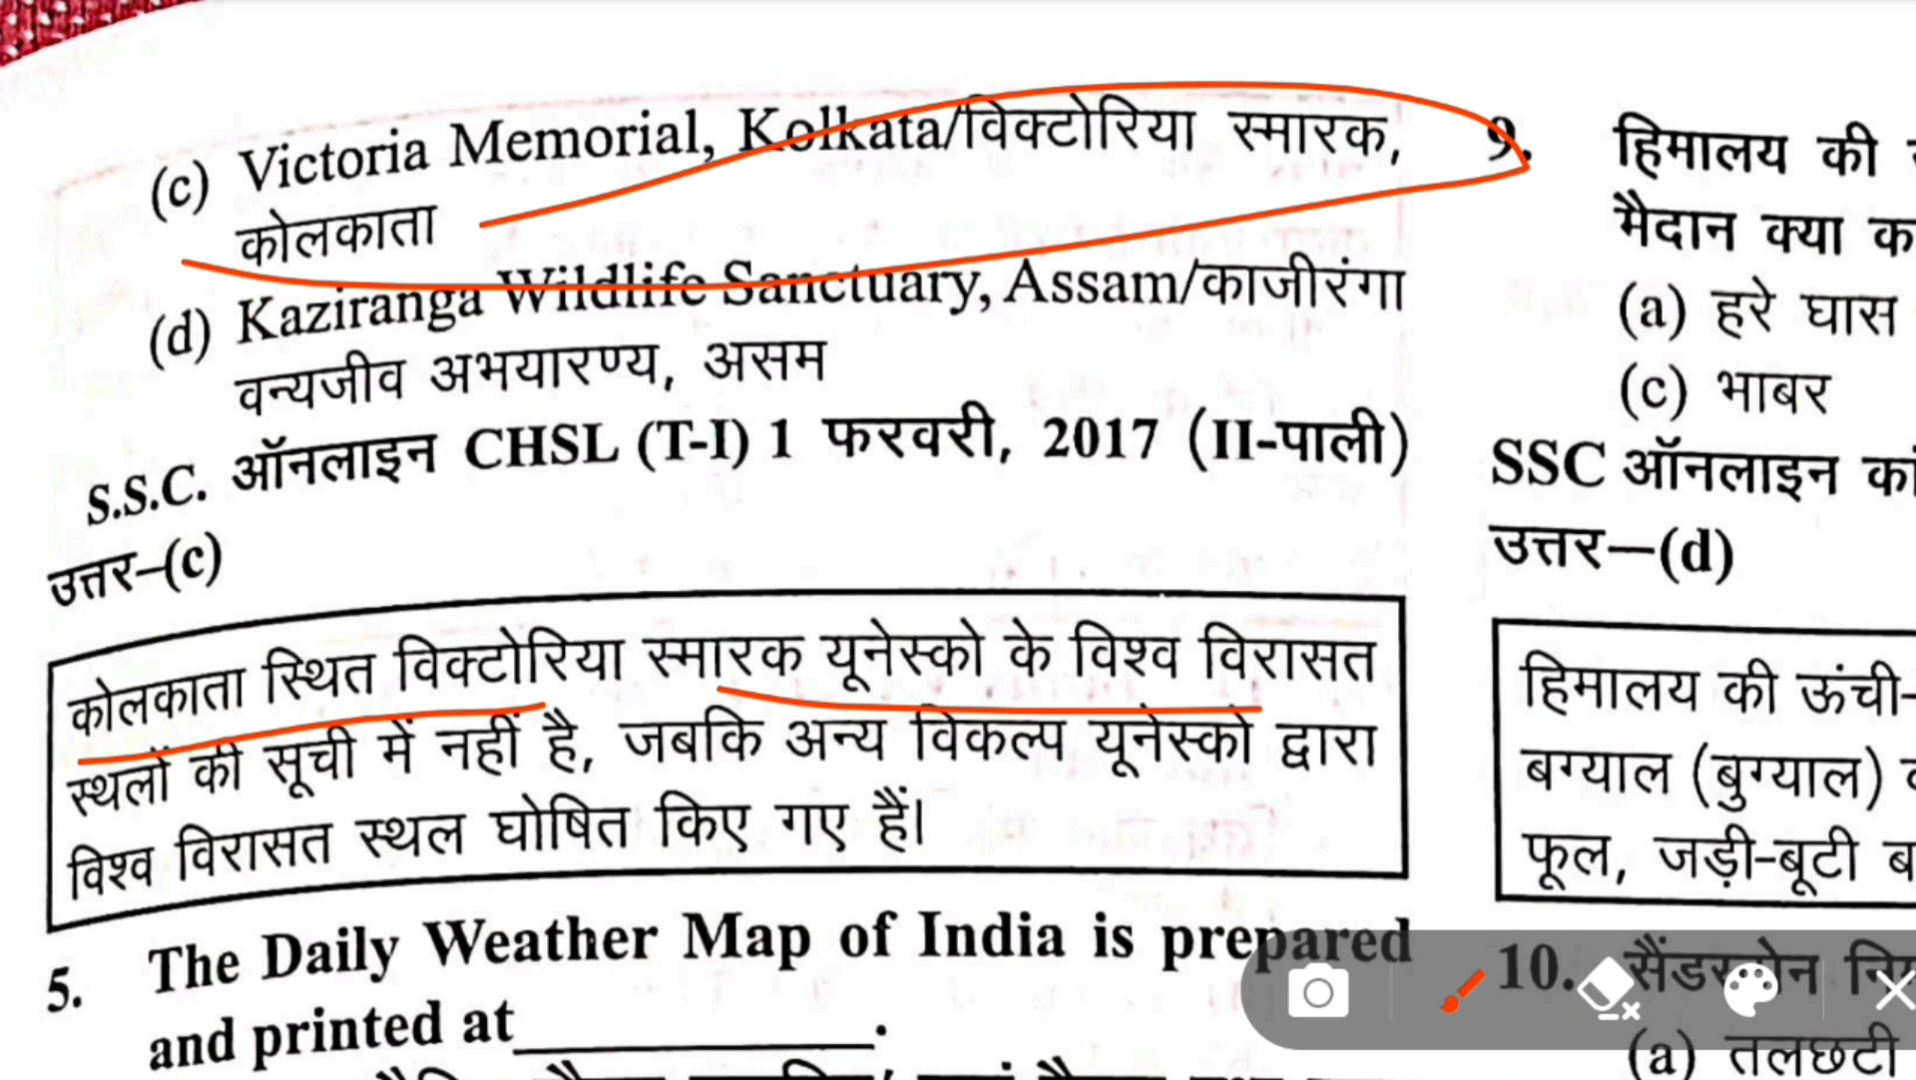 (c) Victoria Memorial, Kolkata/विक्टोरिया स्मारक,
कोलकाता
(d) Kaziranga Wildlife Sanctuary, Assam/काजीरंगा
वन्यजीव अभयारण्य, असम
S.S.C. ऑनलाइन CHSL (T-I) 1 फरवरी, 2017 (II-पाली)
उत्तर–(c)
कोलकाता स्थित विक्टोरिया स्मारक यूनेस्को के विश्व विरासत
स्थलों की सूची में नहीं है, जबकि अन्य विकल्प यूनेस्को द्वारा
विश्व विरासत स्थल घोषित किए गए हैं।
5. The Daily Weather Map of India is prepared
and printed at____________.
9. हिमालय की
मैदान क्या
(a) हरे घास
(c) भाबर
SSC ऑनलाइन
उत्तर—(d)
हिमालय की ऊंची-
बग्याल (बुग्याल)
फूल, जड़ी-बूटी
10.
(a) तलछटी